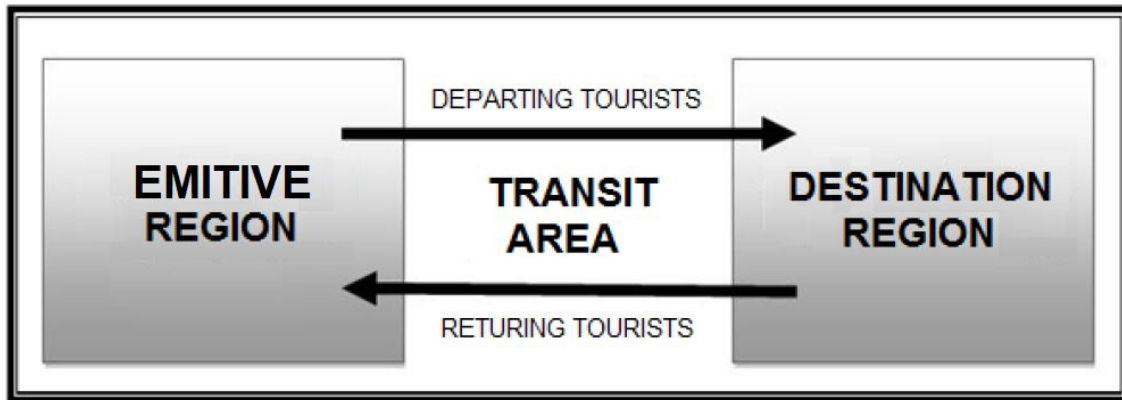 EMITIVE
REGION
DEPARTING TOURISTS
TRANSIT
AREA
RETURING TOURISTS
DESTINATION
REGION